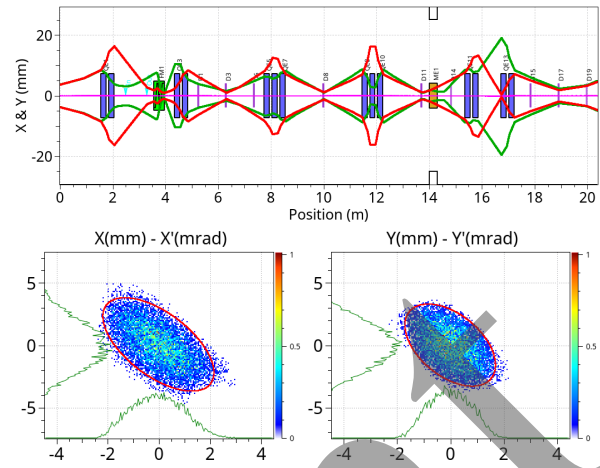 X & Y (mm)
20
0
-20
D3
D8
D11
ME1
D17
D19
0 2 4 6 8 10 12 14 16 18 20
Position (m)
X(mm) - X'(mrad)
Y(mm) - Y'(mrad)
5
0
-5
-4 -2 0 2 4
1
0.5
0
5
0
-5
-4 -2 0 2 4
1
0.5
0